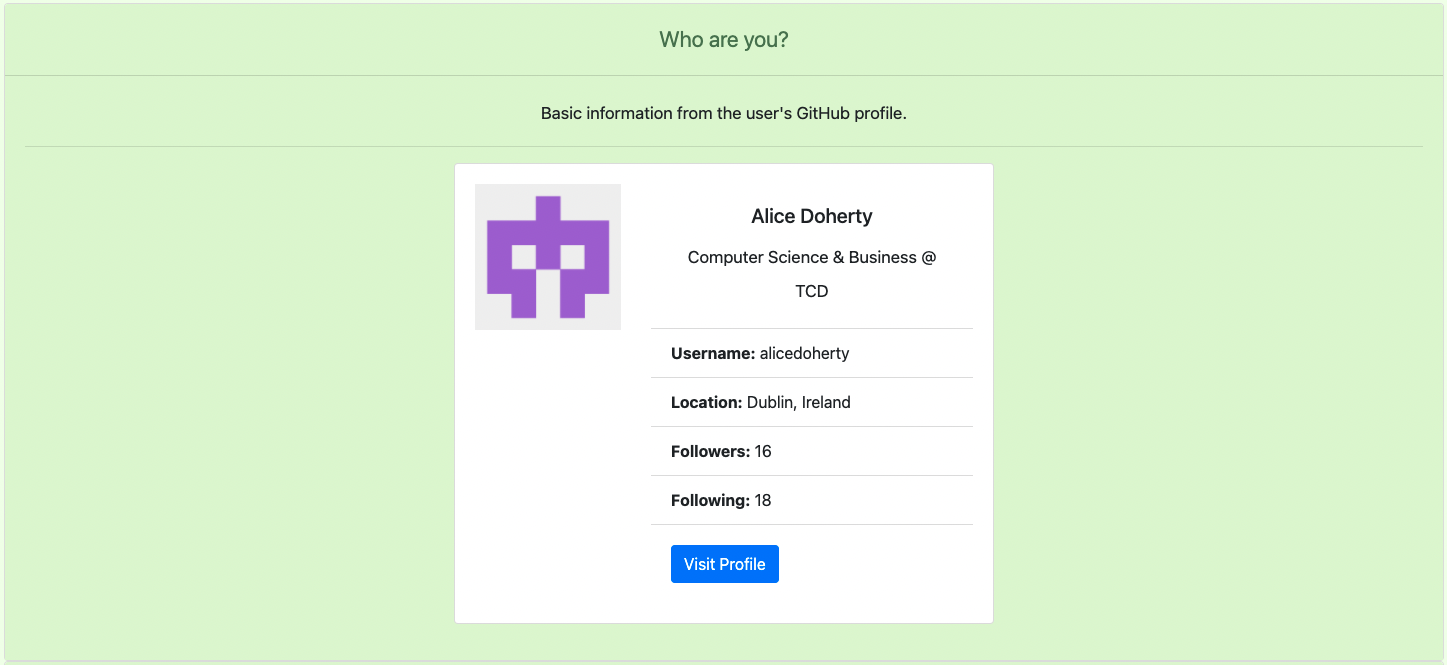 Who are you?
Basic information from the user's GitHub profile.
Alice Doherty
Computer Science & Business @
TCD
Username: alicedoherty
Location: Dublin, Ireland
Followers: 16
Following: 18
Visit Profile